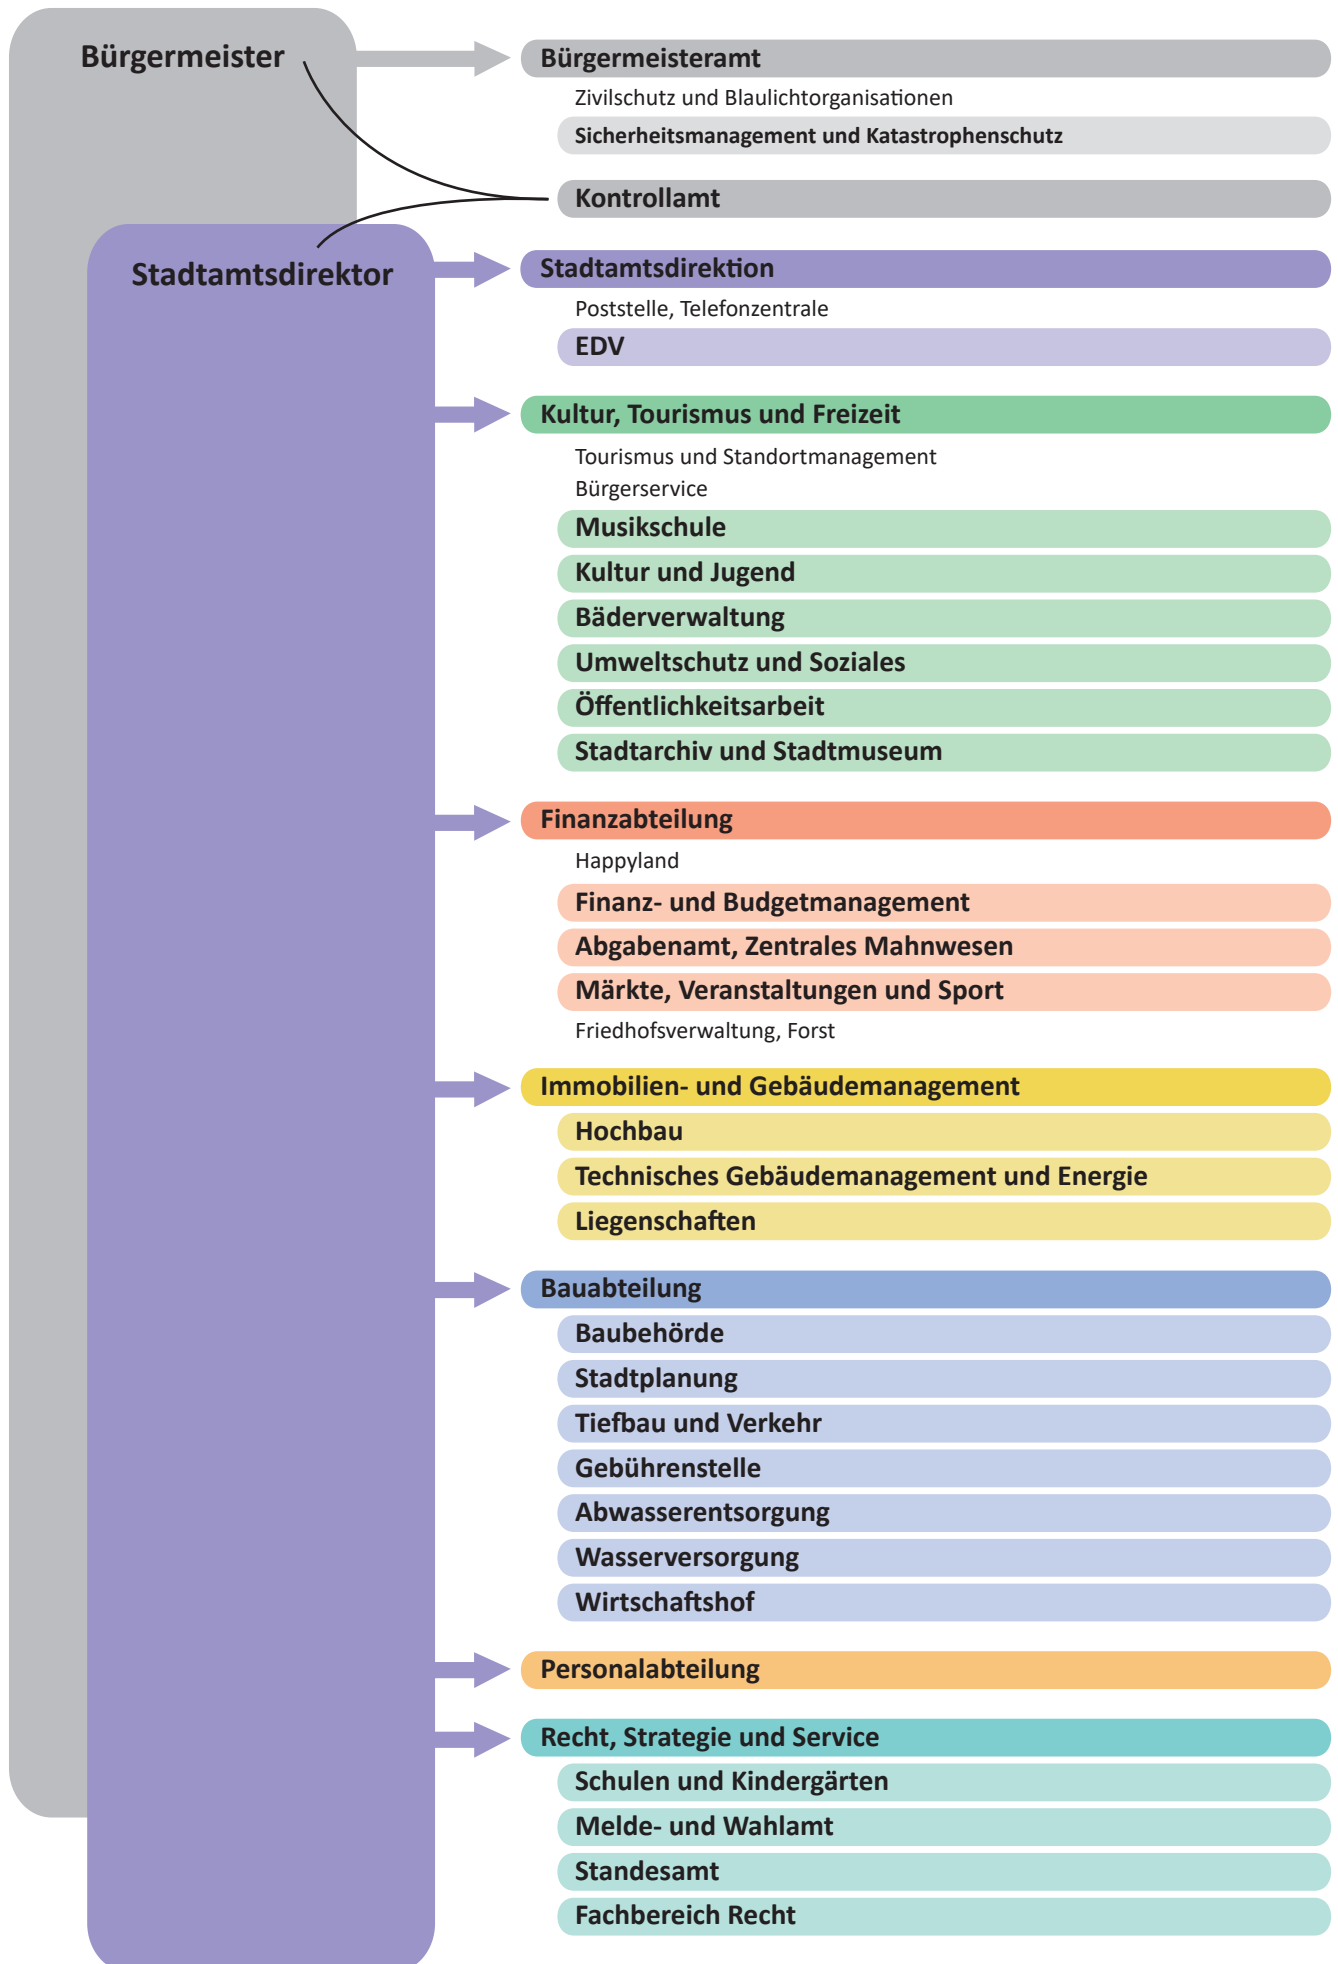 Bürgermeister
Bürgermeisteramt
Zivilschutz und Blaulichtorganisationen
Sicherheitsmanagement und Katastrophenschutz
Kontrollamt
Stadtamtsdirektor
Stadtamtsdirektion
Poststelle, Telefonzentrale
EDV
Kultur, Tourismus und Freizeit
Tourismus und Standortmanagement
Bürgerservice
Musikschule
Kultur und Jugend
Bäderverwaltung
Umweltschutz und Soziales
Öffentlichkeitsarbeit
Stadtarchiv und Stadtmuseum
Finanzabteilung
Happyland
Finanz- und Budgetmanagement
Abgabenamt, Zentrales Mahnwesen
Märkte, Veranstaltungen und Sport
Friedhofsverwaltung, Forst
Immobilien- und Gebäudemanagement
Hochbau
Technisches Gebäudemanagement und Energie
Liegenschaften
Bauabteilung
Baubehörde
Stadtplanung
Tiefbau und Verkehr
Gebührenstelle
Abwasserentsorgung
Wasserversorgung
Wirtschaftshof
Personalabteilung
Recht, Strategie und Service
Schulen und Kindergärten
Melde- und Wahlamt
Standesamt
Fachbereich Recht